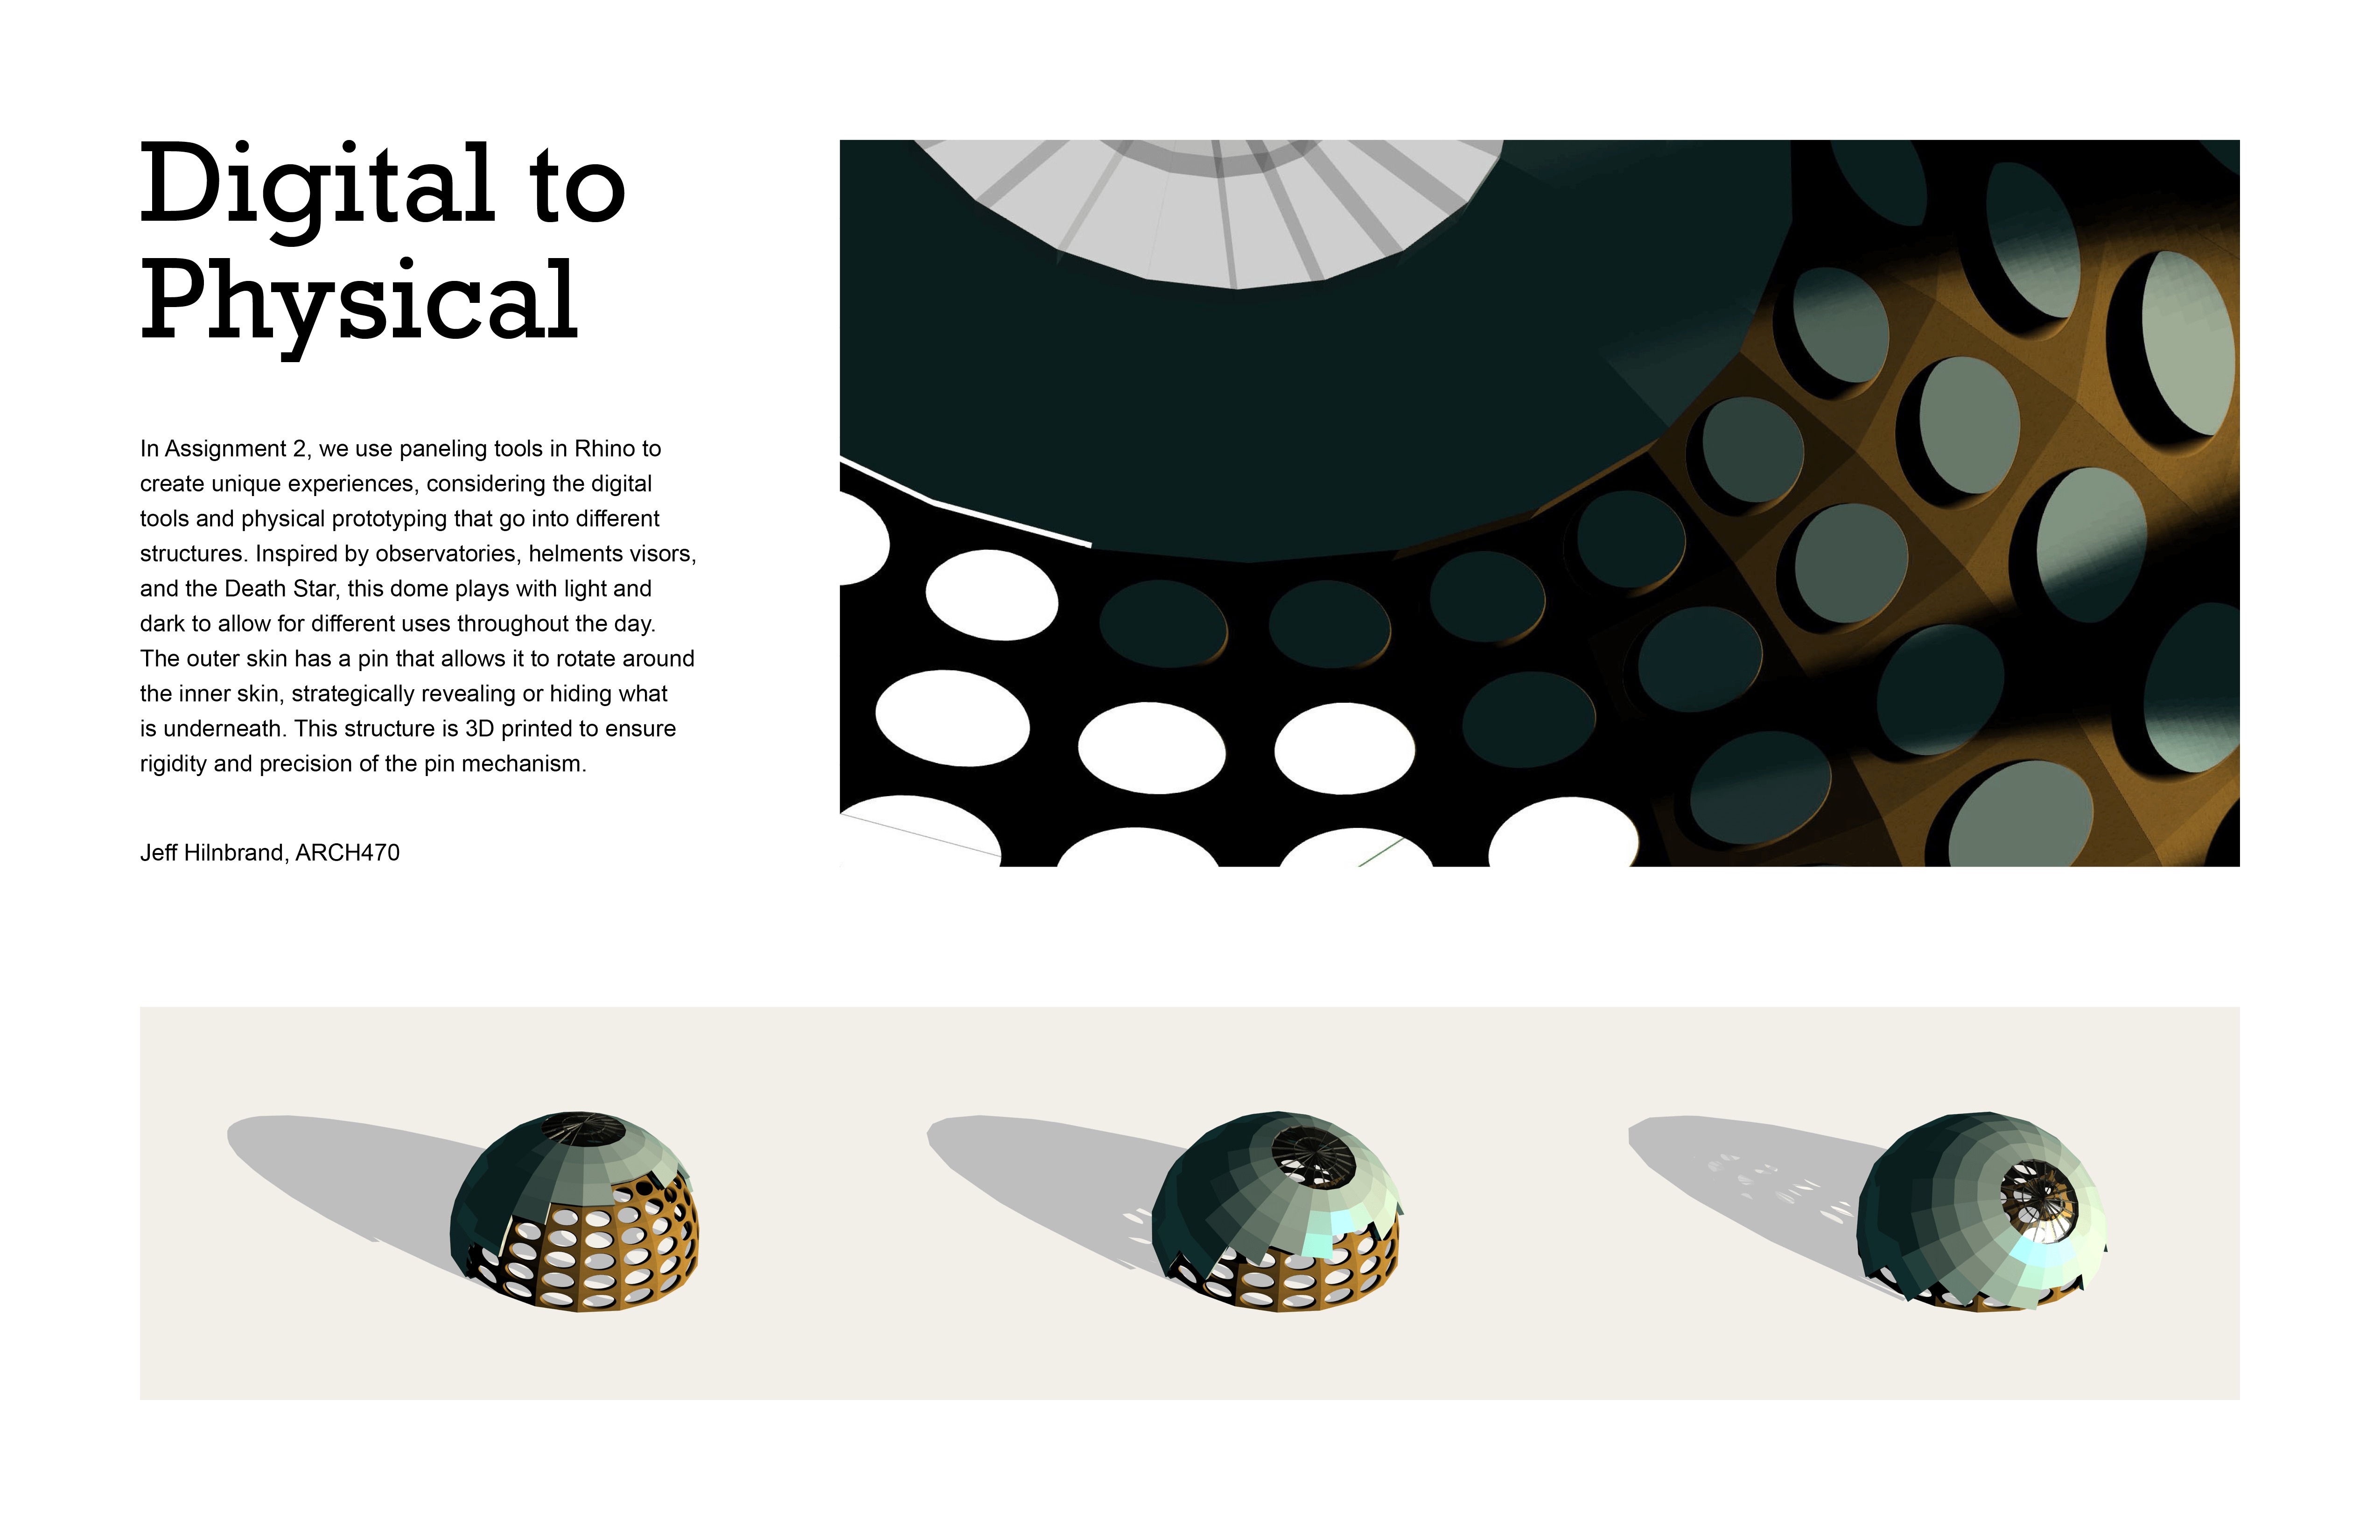 Digital to
Physical
In Assignment 2, we use paneling tools in Rhino to
create unique experiences, considering the digital
tools and physical prototyping that go into different
structures. Inspired by observatories, helments visors,
and the Death Star, this dome plays with light and
dark to allow for different uses throughout the day.
The outer skin has a pin that allows it to rotate around
the inner skin, strategically revealing or hiding what
is underneath. This structure is 3D printed to ensure
rigidity and precision of the pin mechanism.
Jeff Hilnbrand, ARCH470